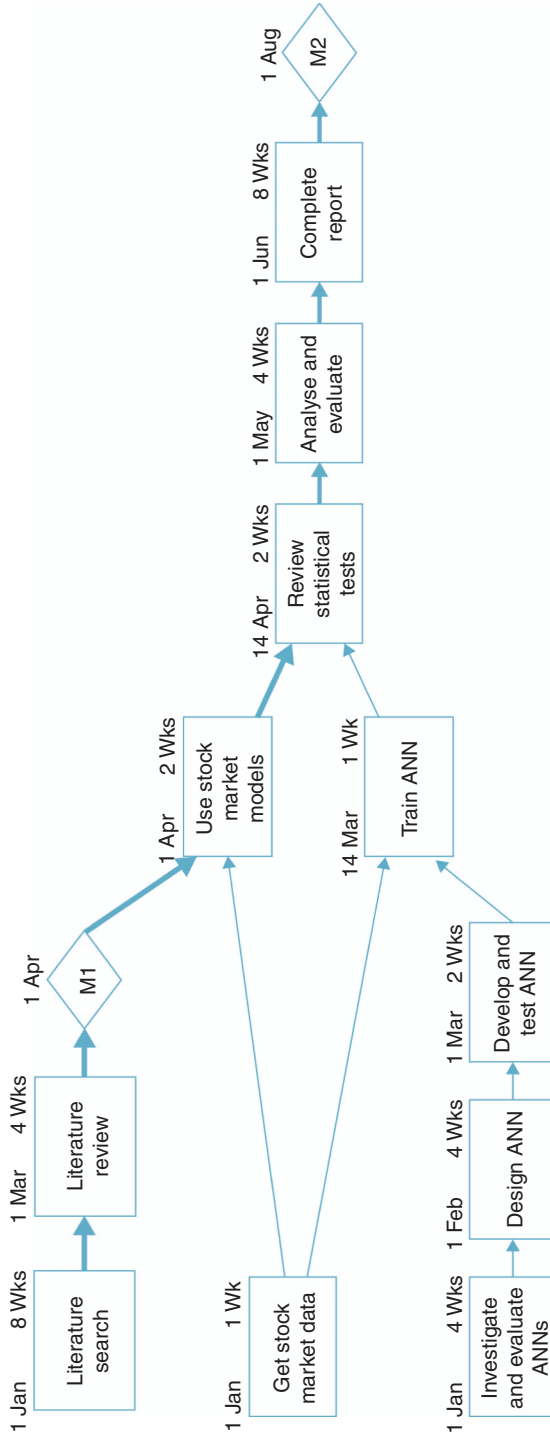 1 Jan 8 Wks
Literature
search
1 Mar 4 Wks
Literature
review
1 Apr
M1
1 Jan 1 Wk
Get stock
market data
1 Apr 2 Wks
Use stock
market
models
1 Jan 4 Wks
Investigate
and evaluate
ANNs
1 Feb 4 Wks
Design ANN
1 Mar 2 Wks
Develop and
test ANN
14 Mar 1 Wk
Train ANN
14 Apr 2 Wks
Review
statistical
tests
1 May 4 Wks
Analyse and
evaluate
1 Jun 8 Wks
Complete
report
1 Aug
M2